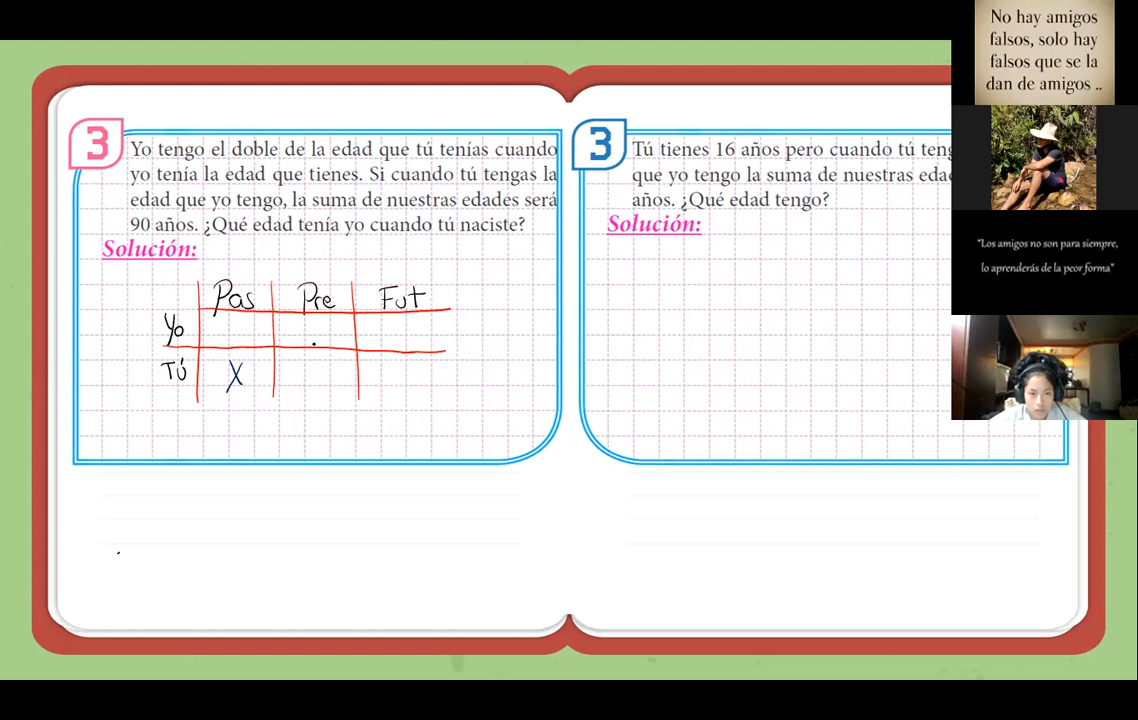 3
Yo tengo el doble de la edad que tú tenías cuando
yo tenía la edad que tienes. Si cuando tú tengas la
edad que yo tengo, la suma de nuestras edades será
90 años. ¿Qué edad tenía yo cuando tú naciste?
Solución:
Pas Pre Fut
Yo
Tú X
3
Tú tienes 16 años pero cuando tú teng
que yo tengo la suma de nuestras edad
años. ¿Qué edad tengo?
Solución:
No hay amigos
falsos, solo hay
falsos que se la
dan de amigos ..
"Los amigos no son para siempre,
lo aprenderás de la peor forma"